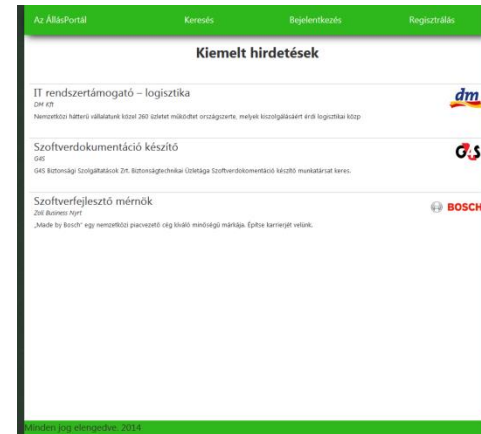 Az ÁllásPortál Keresés Bejelentkezés Regisztrálás
Kiemelt hirdetések
IT rendszertámogató – logisztika
DM Kft
dm
Nemzetközi hátterű vállalatunk közel 260 üzletet működtet országszerte, melyek kiszolgálásáért érdi logisztikai közp
Szoftverdokumentáció készítő
G4S
G4S
G4S Biztonsági Szolgáltatások Zrt. Biztonságtechnikai Üzletága Szoftverdokomentáció készítő munkatársat keres.
Szoftverfejlesztő mérnök
Zoli Business Nyrt
BOSCH
„Made by Bosch" egy nemzetközi piacvezető cég kiváló minőségű márkája. Építse karrierjét velünk.
Minden jog elengedve, 2014